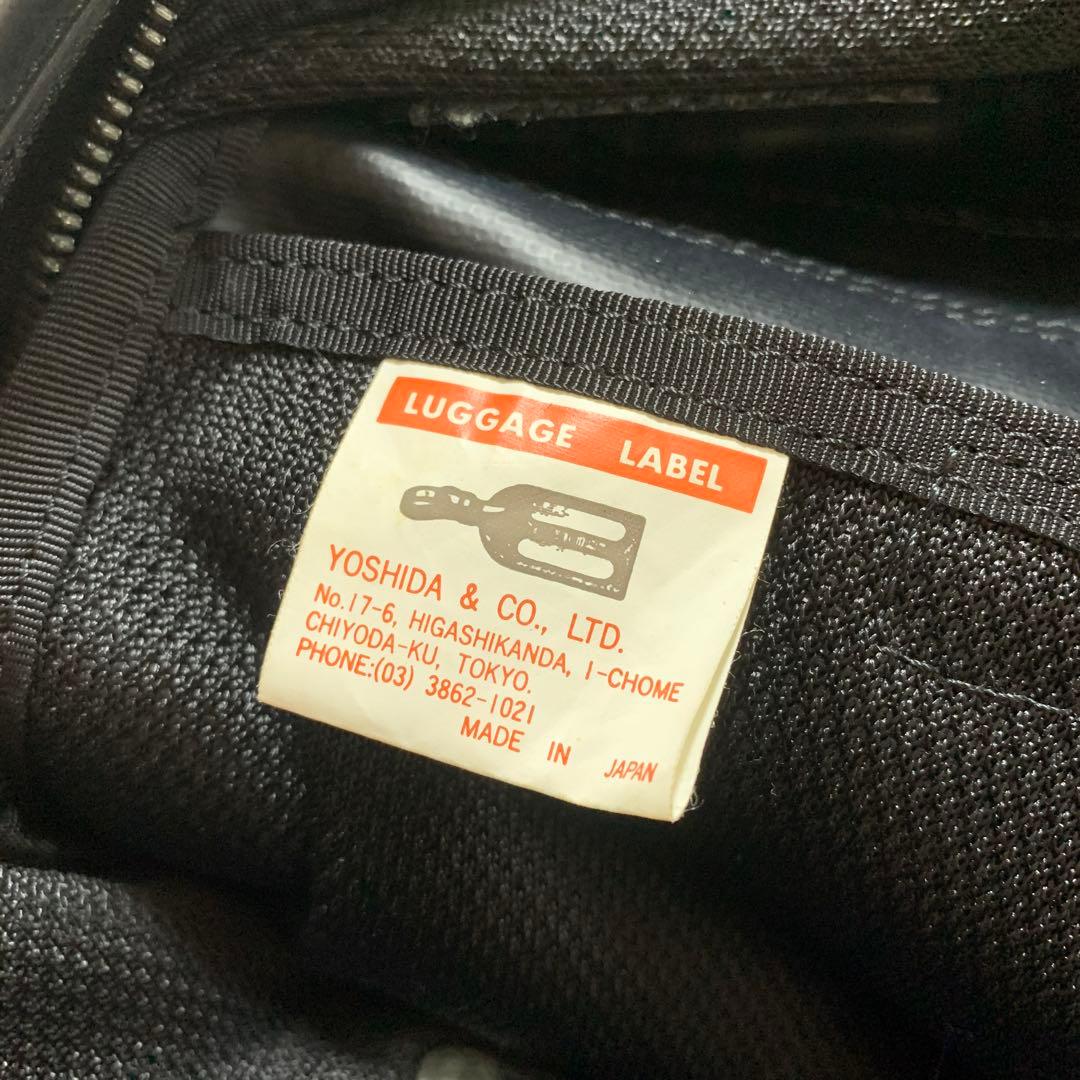 LUGGAGE LABEL
YOSHIDA & CO., LTD.
No.17-6, HIGASHIKANDA, 1-CHOME
CHIYODA-KU, TOKYO.
PHONE:(03) 3862-1021
MADE IN JAPAN